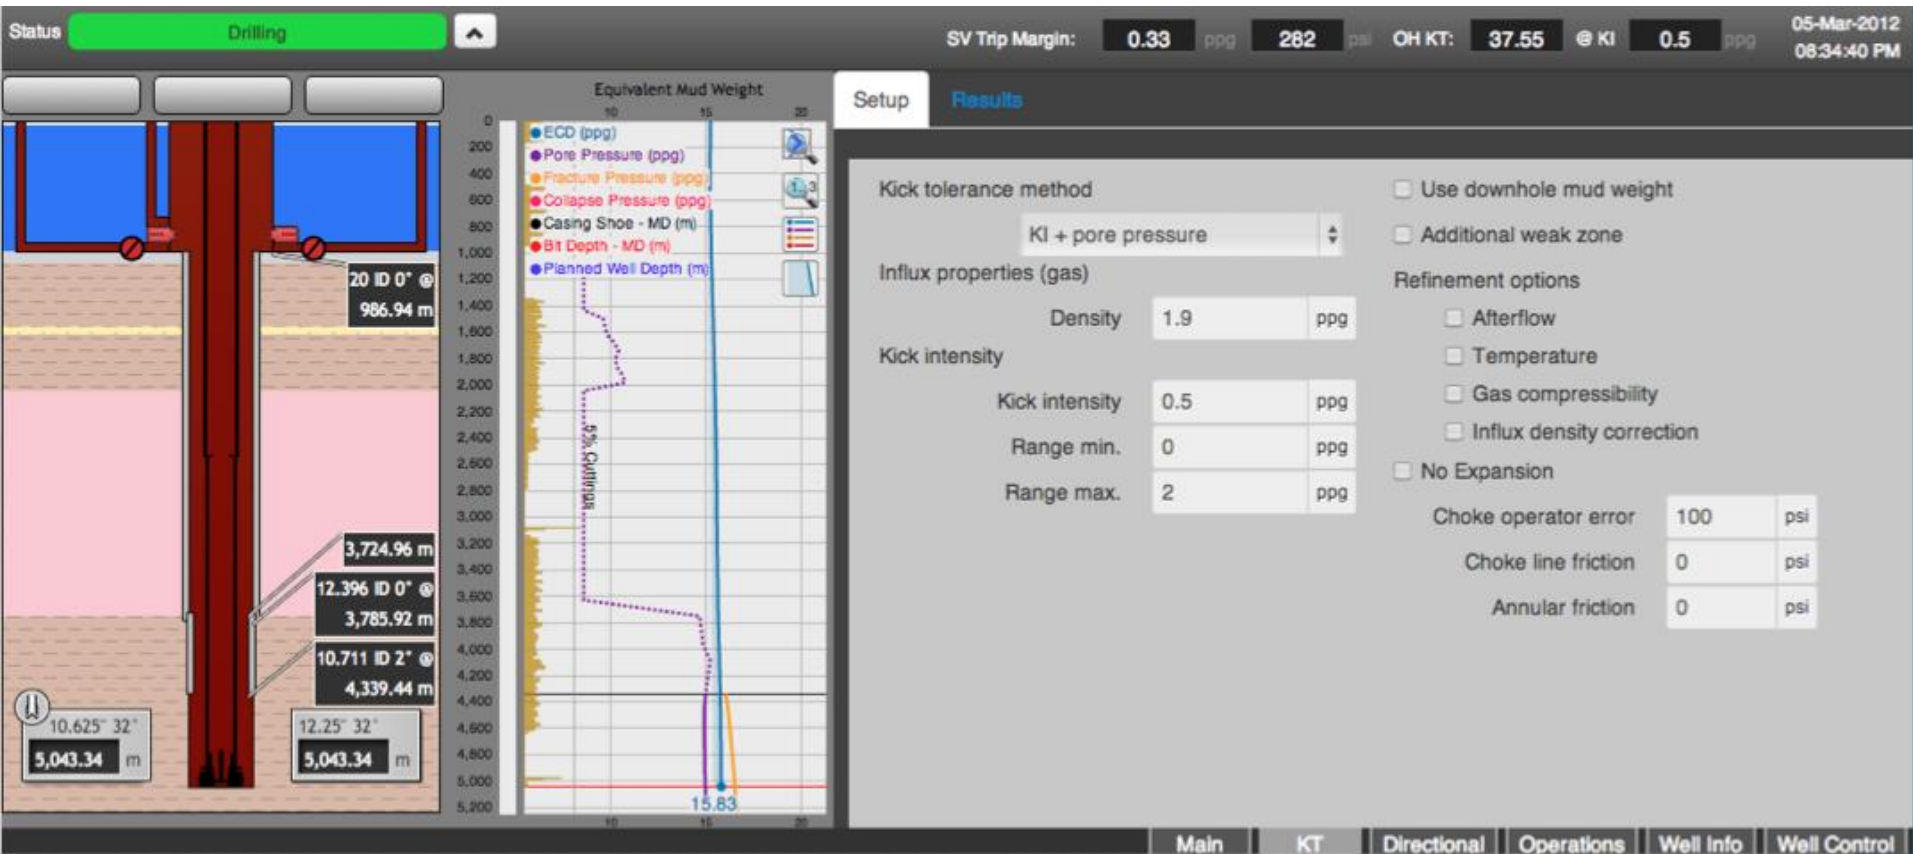 Status Drilling
SV Trip Margin: 0.33 ppg 282 psi OH KT: 37.55 @ KI 0.5 ppg
05-Mar-2012
08:34:40 PM
20 ID 0° @
986.94 m
3,724.96 m
12.396 ID 0° @
3,785.92 m
10.711 ID 2° @
4,339.44 m
10.625" 32°
5,043.34 m
12.25" 32°
5,043.34 m
Equivalent Mud Weight
10 15 20
0
200
400
600
800
1,000
1,200
1,400
1,600
1,800
2,000
2,200
2,400
2,600
2,800
3,000
3,200
3,400
3,600
3,800
4,000
4,200
4,400
4,600
4,800
5,000
5,200
ECD (ppg)
Pore Pressure (ppg)
Fracture Pressure (ppg)
Collapse Pressure (ppg)
Casing Shoe - MD (m)
Bit Depth - MD (m)
Planned Well Depth (m)
5% Cuttings
15.83
10 15 20
Setup Results
Kick tolerance method
KI + pore pressure
Influx properties (gas)
Density 1.9 ppg
Kick intensity
Kick intensity 0.5 ppg
Range min. 0 ppg
Range max. 2 ppg
Use downhole mud weight
Additional weak zone
Refinement options
Afterflow
Temperature
Gas compressibility
Influx density correction
No Expansion
Choke operator error 100 psi
Choke line friction 0 psi
Annular friction 0 psi
Main KT Directional Operations Well Info Well Control